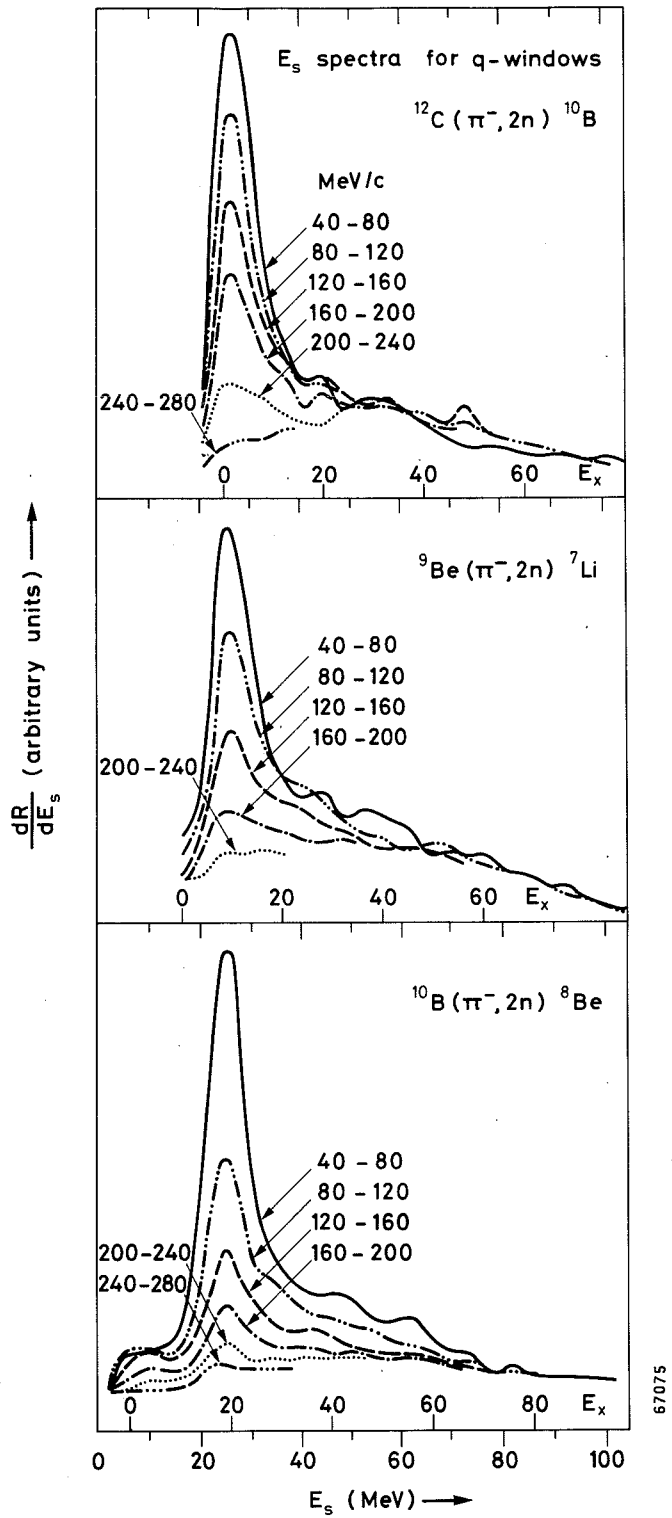 E_s spectra for q-windows
¹²C (π⁻, 2n) ¹⁰B
MeV/c
40-80
80-120
120-160
160-200
200-240
240-280
0 20 40 60 80 E_x
⁹Be (π⁻, 2n) ⁷Li
40-80
80-120
120-160
160-200
200-240
0 20 40 60 E_x
dR/dE_s (arbitrary units)
¹⁰B (π⁻, 2n) ⁸Be
40-80
80-120
120-160
160-200
200-240
240-280
0 20 40 60 80 E_x
0 20 40 60 80 100
E_s (MeV)
67075